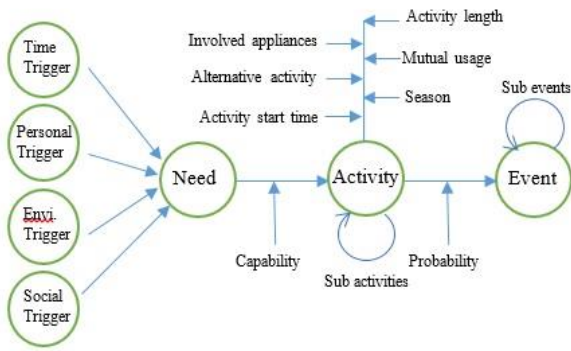 Time
Trigger
Personal
Trigger
Envi.
Trigger
Social
Trigger
Need
Capability
Involved appliances
Alternative activity
Activity start time
Activity length
Mutual usage
Season
Activity
Sub activities
Probability
Sub events
Event